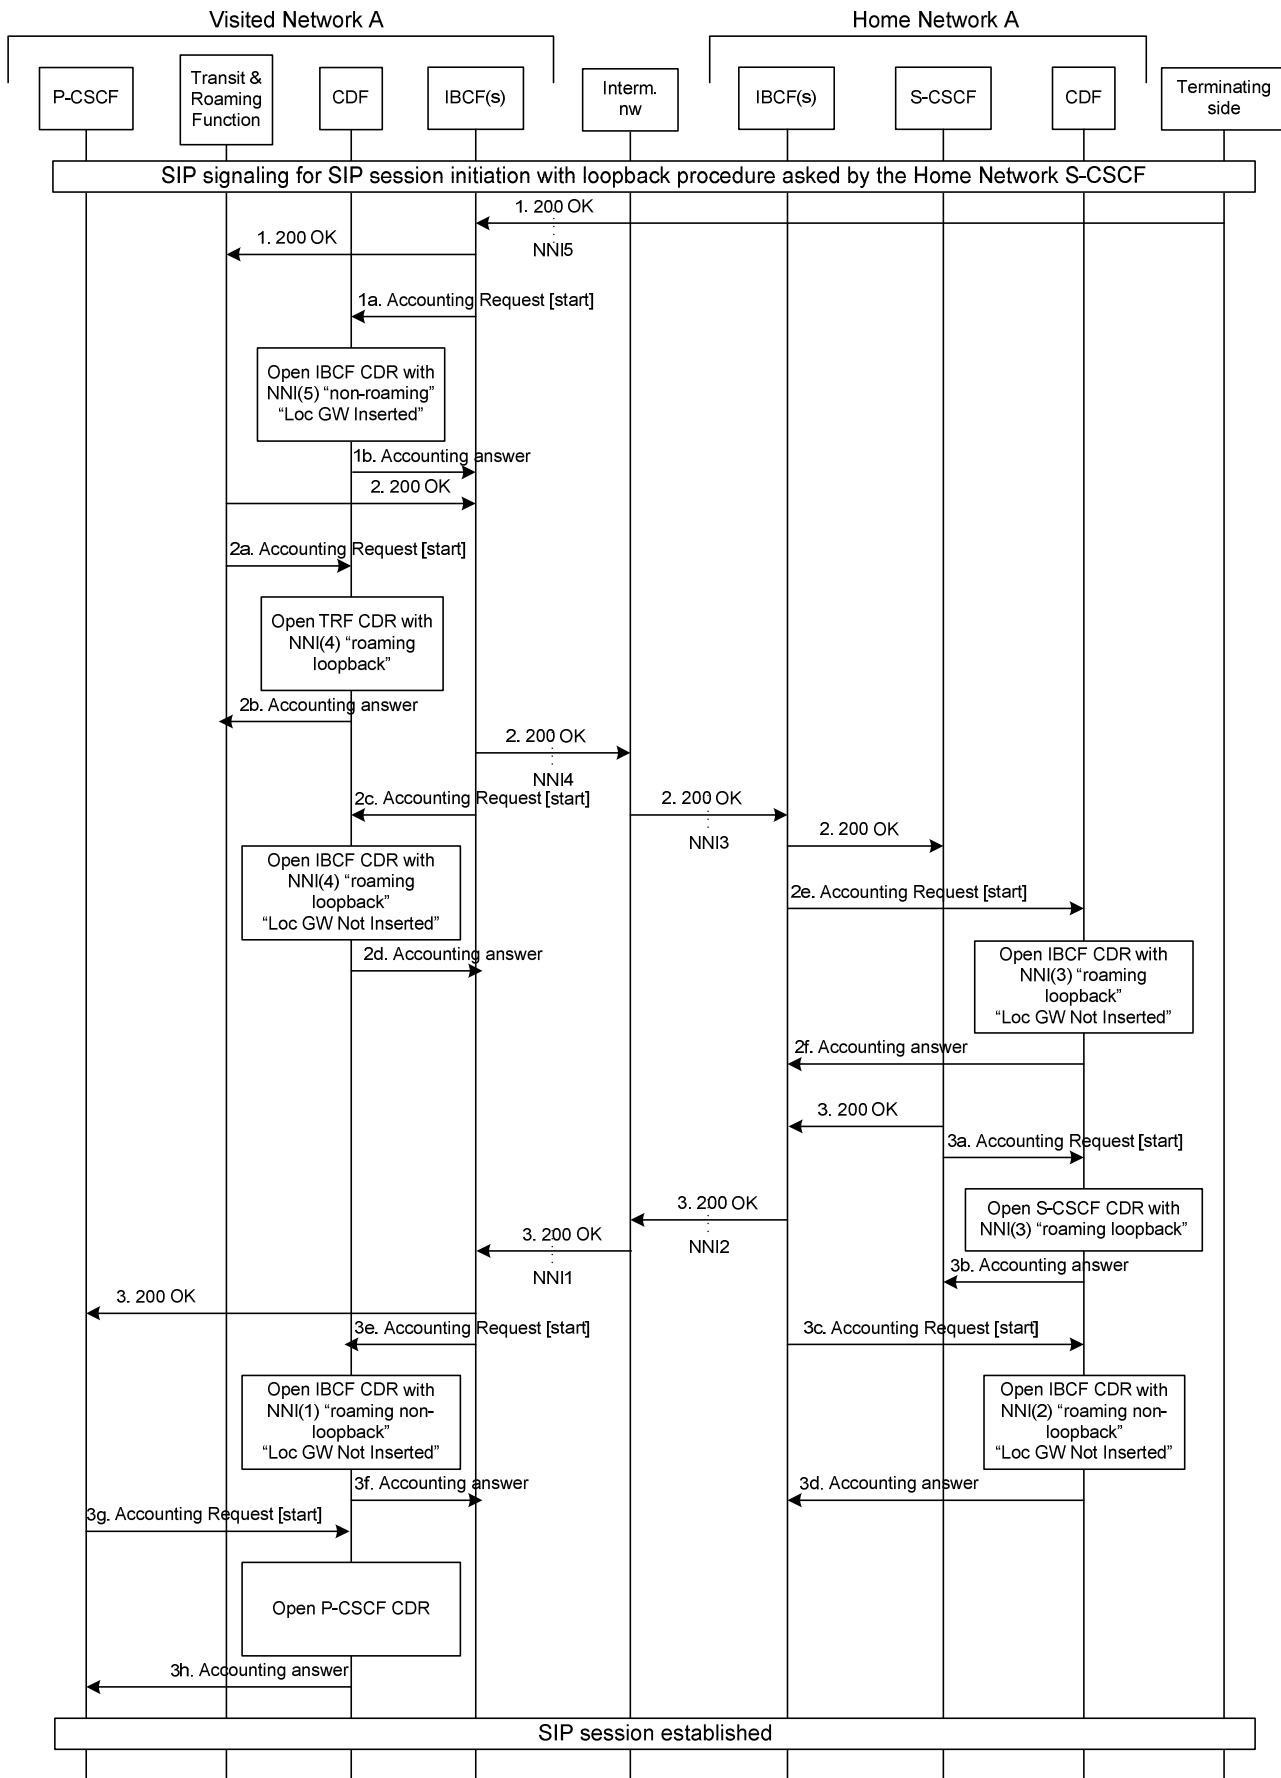 Visited Network A
Home Network A
P-CSCF
Transit &
Roaming
Function
CDF
IBCF(s)
Interm.
nw
IBCF(s)
S-CSCF
CDF
Terminating
side
SIP signaling for SIP session initiation with loopback procedure asked by the Home Network S-CSCF
1. 200 OK
NNI5
1. 200 OK
1a. Accounting Request [start]
Open IBCF CDR with
NNI(5) “non-roaming”
“Loc GW Inserted”
1b. Accounting answer
2. 200 OK
2a. Accounting Request [start]
Open TRF CDR with
NNI(4) “roaming
loopback”
2b. Accounting answer
2. 200 OK
NNI4
2c. Accounting Request [start]
2. 200 OK
NNI3
2. 200 OK
Open IBCF CDR with
NNI(4) “roaming
loopback”
“Loc GW Not Inserted”
2e. Accounting Request [start]
2d. Accounting answer
Open IBCF CDR with
NNI(3) “roaming
loopback”
“Loc GW Not Inserted”
2f. Accounting answer
3. 200 OK
3a. Accounting Request [start]
Open S-CSCF CDR with
NNI(3) “roaming loopback”
3. 200 OK
NNI2
3. 200 OK
NNI1
3b. Accounting answer
3. 200 OK
3e. Accounting Request [start]
3c. Accounting Request [start]
Open IBCF CDR with
NNI(1) “roaming non-
loopback”
“Loc GW Not Inserted”
Open IBCF CDR with
NNI(2) “roaming non-
loopback”
“Loc GW Not Inserted”
3f. Accounting answer
3d. Accounting answer
3g. Accounting Request [start]
Open P-CSCF CDR
3h. Accounting answer
SIP session established